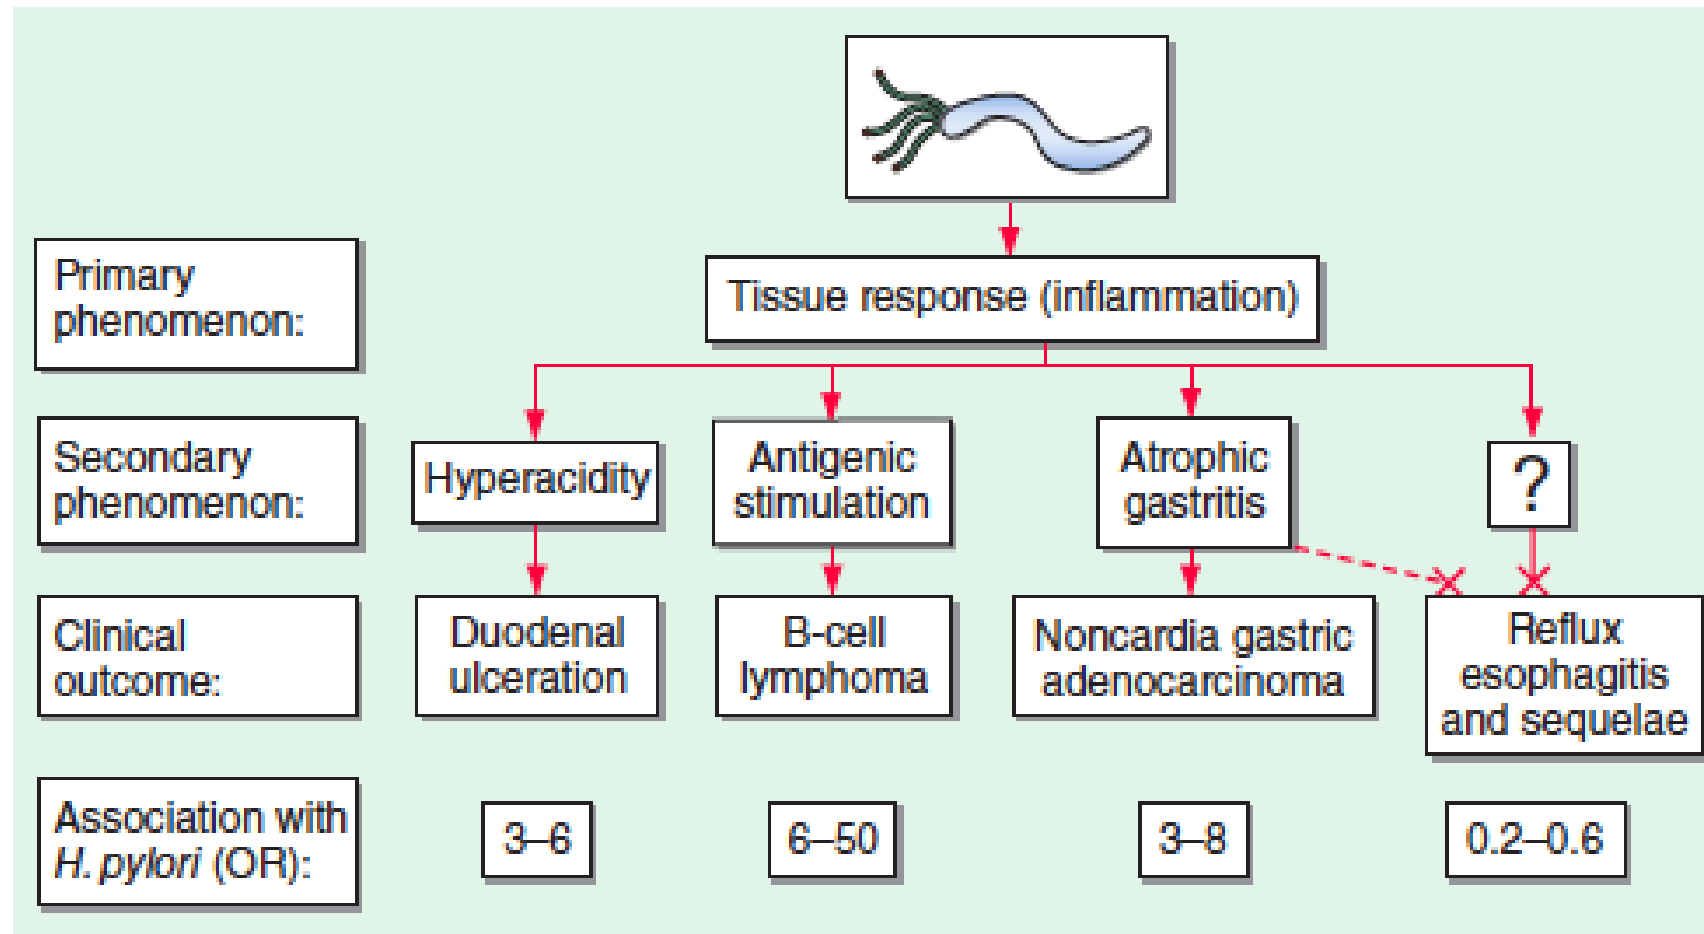 Primary
phenomenon:
Tissue response (inflammation)
Secondary
phenomenon:
Hyperacidity
Antigenic
stimulation
Atrophic
gastritis
?
Clinical
outcome:
Duodenal
ulceration
B-cell
lymphoma
Noncardia gastric
adenocarcinoma
Reflux
esophagitis
and sequelae
Association with
H. pylori (OR):
3–6
6–50
3–8
0.2–0.6